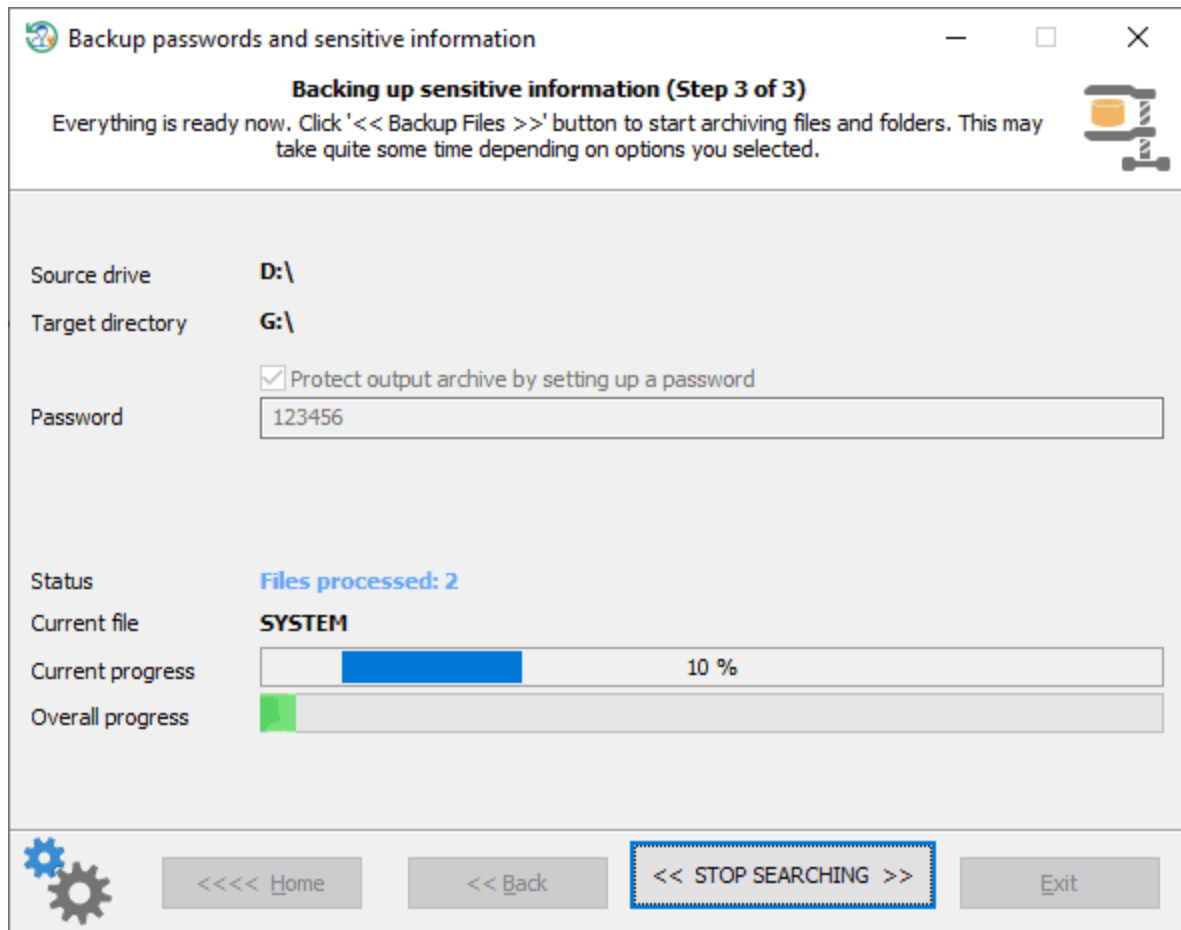 Backup passwords and sensitive information
Backing up sensitive information (Step 3 of 3)
Everything is ready now. Click '<< Backup Files >>' button to start archiving files and folders. This may
take quite some time depending on options you selected.
Source drive D:\
Target directory G:\
Protect output archive by setting up a password
Password 123456
Status Files processed: 2
Current file SYSTEM
Current progress 10 %
Overall progress
<<<< Home << Back << STOP SEARCHING >> Exit